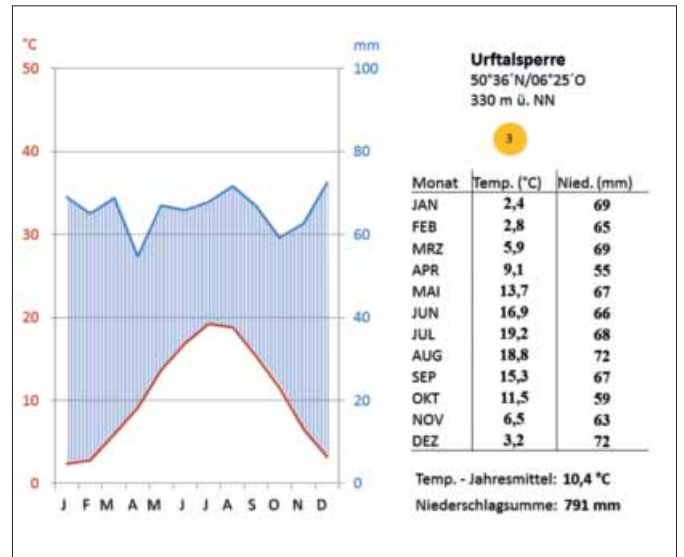 °C
mm
50
100
40
80
30
60
20
40
10
20
0
0
J F M A M J J A S O N D
Urftalsperre
50°36´N/06°25´O
330 m ü. NN
3
Monat Temp. (°C) Nied. (mm)
JAN 2,4 69
FEB 2,8 65
MRZ 5,9 69
APR 9,1 55
MAI 13,7 67
JUN 16,9 66
JUL 19,2 68
AUG 18,8 72
SEP 15,3 67
OKT 11,5 59
NOV 6,5 63
DEZ 3,2 72
Temp. - Jahresmittel: 10,4 °C
Niederschlagsumme: 791 mm